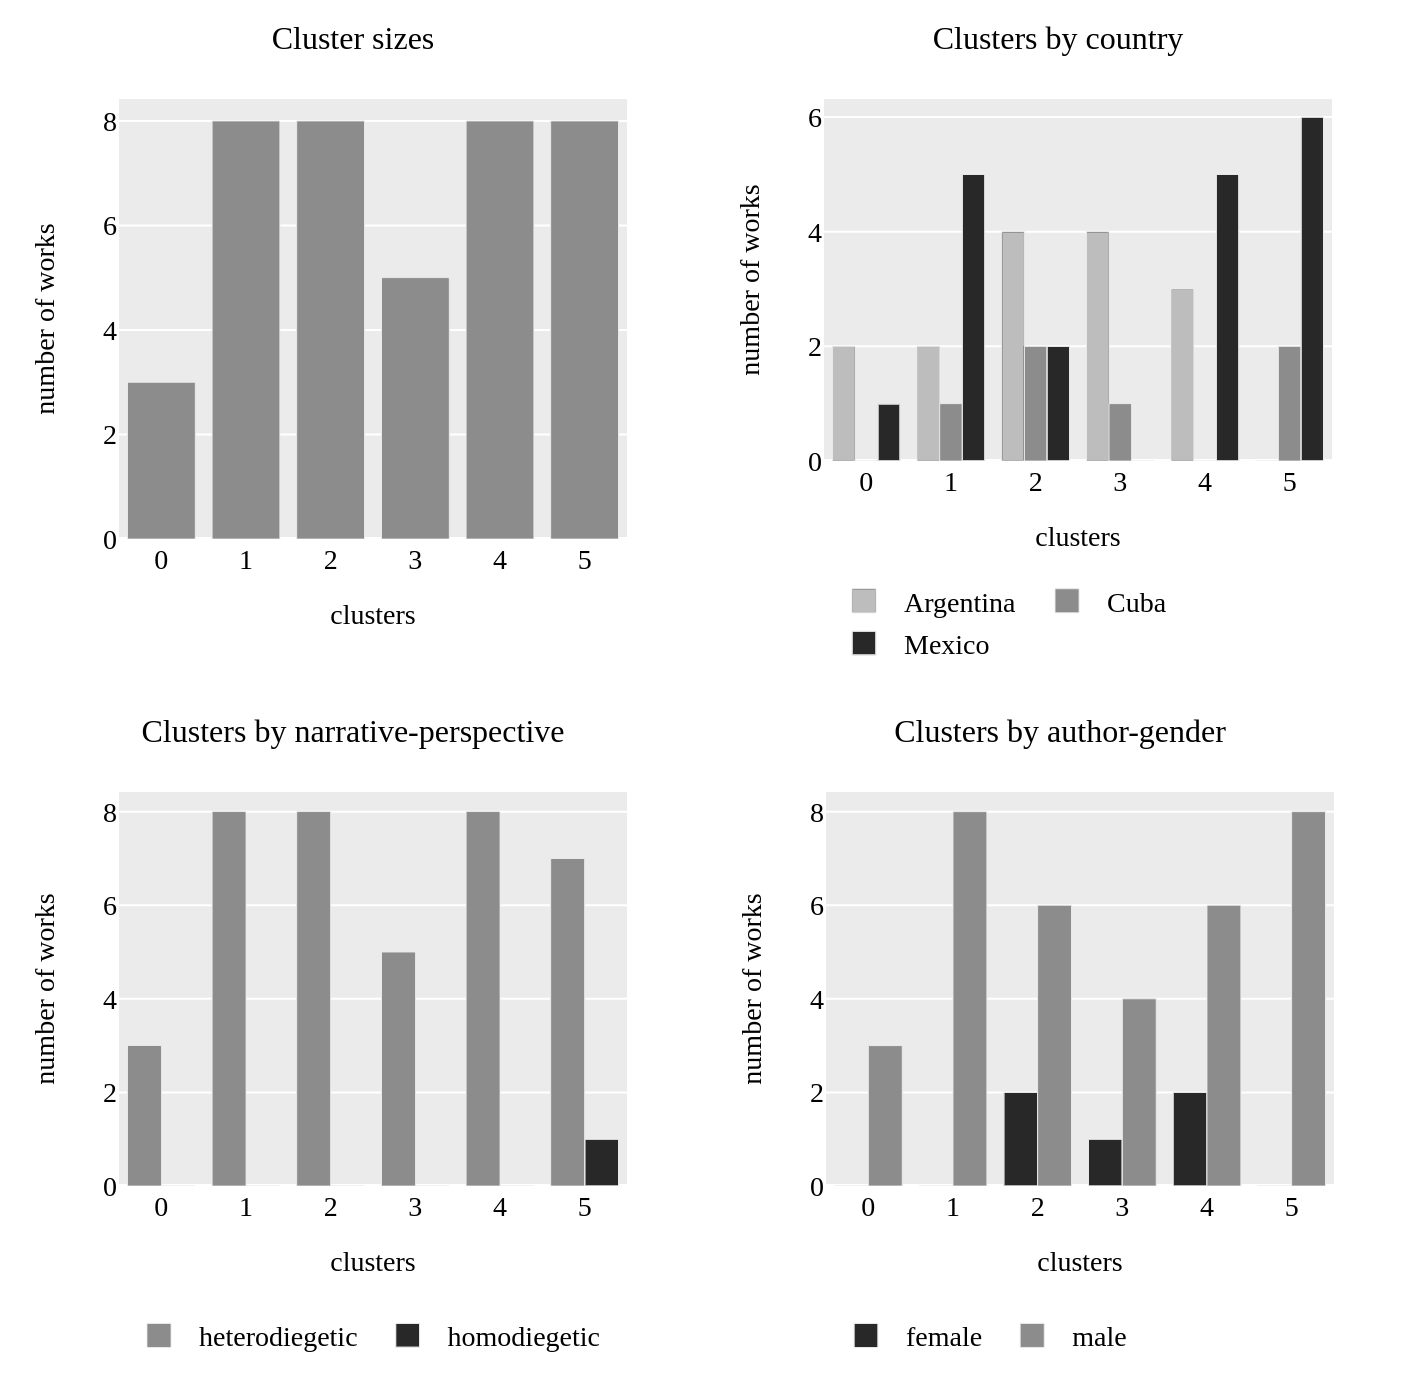 Cluster sizes
8
6
4
2
0
number of works
0 1 2 3 4 5
clusters
Clusters by country
6
4
2
0
number of works
0 1 2 3 4 5
clusters
Argentina Cuba
Mexico
Clusters by narrative-perspective
8
6
4
2
0
number of works
0 1 2 3 4 5
clusters
heterodiegetic homodiegetic
Clusters by author-gender
8
6
4
2
0
number of works
0 1 2 3 4 5
clusters
female male